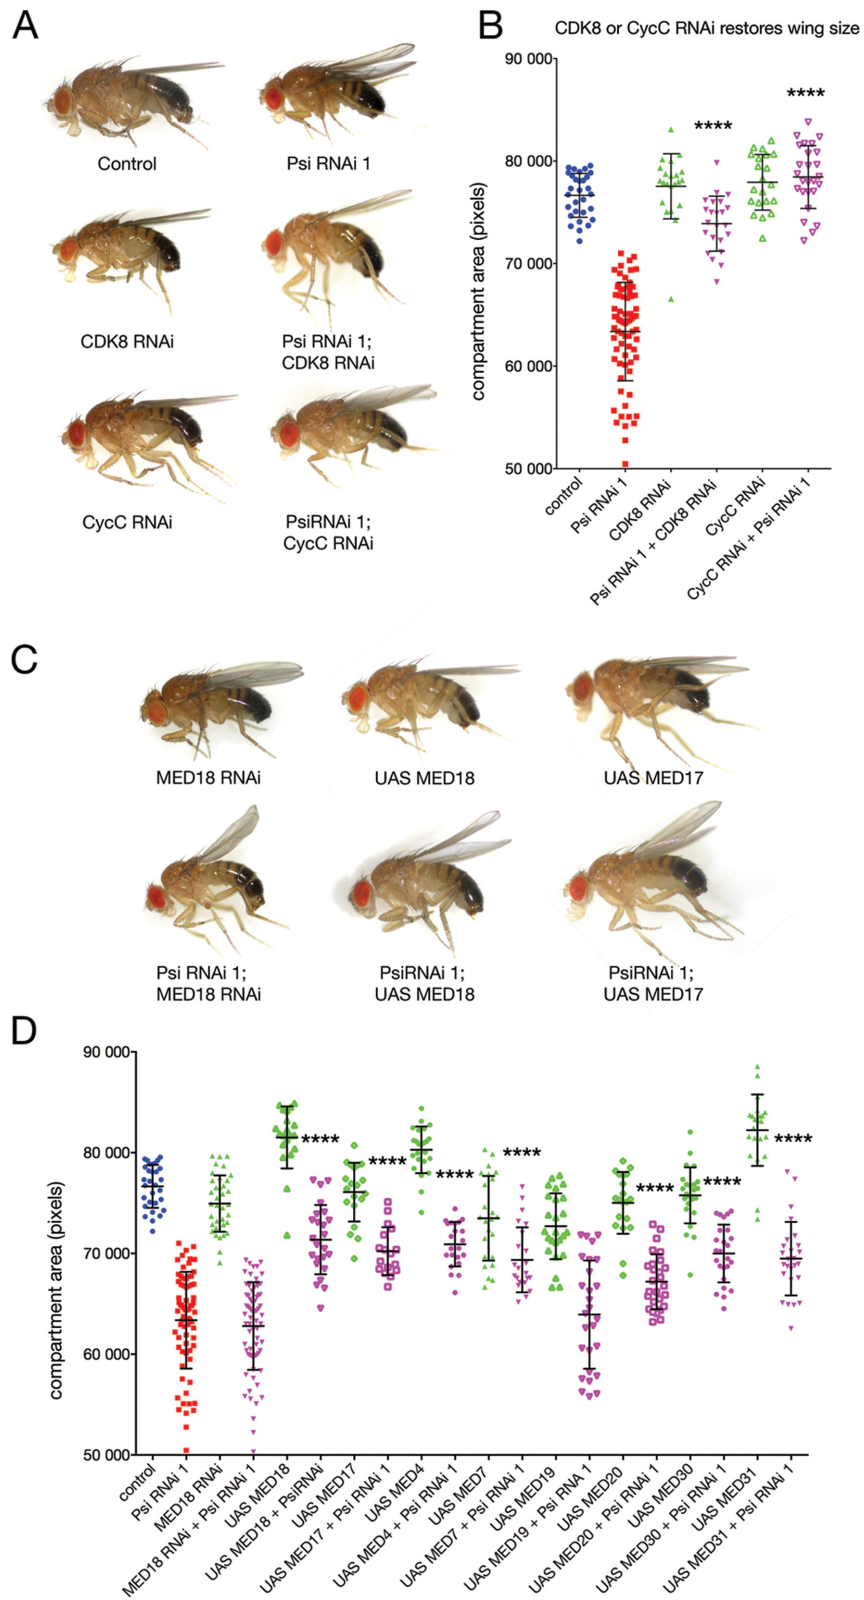 A
Control
Psi RNAi 1
CDK8 RNAi
Psi RNAi 1;
CDK8 RNAi
CycC RNAi
PsiRNAi 1;
CycC RNAi
B
CDK8 or CycC RNAi restores wing size
compartment area (pixels)
90 000
80 000
70 000
60 000
50 000
****
****
control
Psi RNAi 1
CDK8 RNAi
Psi RNAi 1 + CDK8 RNAi
CycC RNAi
CycC RNAi + Psi RNAi 1
C
MED18 RNAi
UAS MED18
UAS MED17
Psi RNAi 1;
MED18 RNAi
PsiRNAi 1;
UAS MED18
PsiRNAi 1;
UAS MED17
D
compartment area (pixels)
90 000
80 000
70 000
60 000
50 000
****
****
****
****
****
****
****
control
Psi RNAi 1
MED18 RNAi
MED18 RNAi + Psi RNAi 1
UAS MED18
UAS MED18 + PsiRNAi
UAS MED17
UAS MED17 + Psi RNAi 1
UAS MED4
UAS MED4 + Psi RNAi 1
UAS MED7
UAS MED7 + Psi RNAi 1
UAS MED19
UAS MED19 + Psi RNA 1
UAS MED20
UAS MED20 + Psi RNAi 1
UAS MED30
UAS MED30 + Psi RNAi 1
UAS MED31
UAS MED31 + Psi RNAi 1